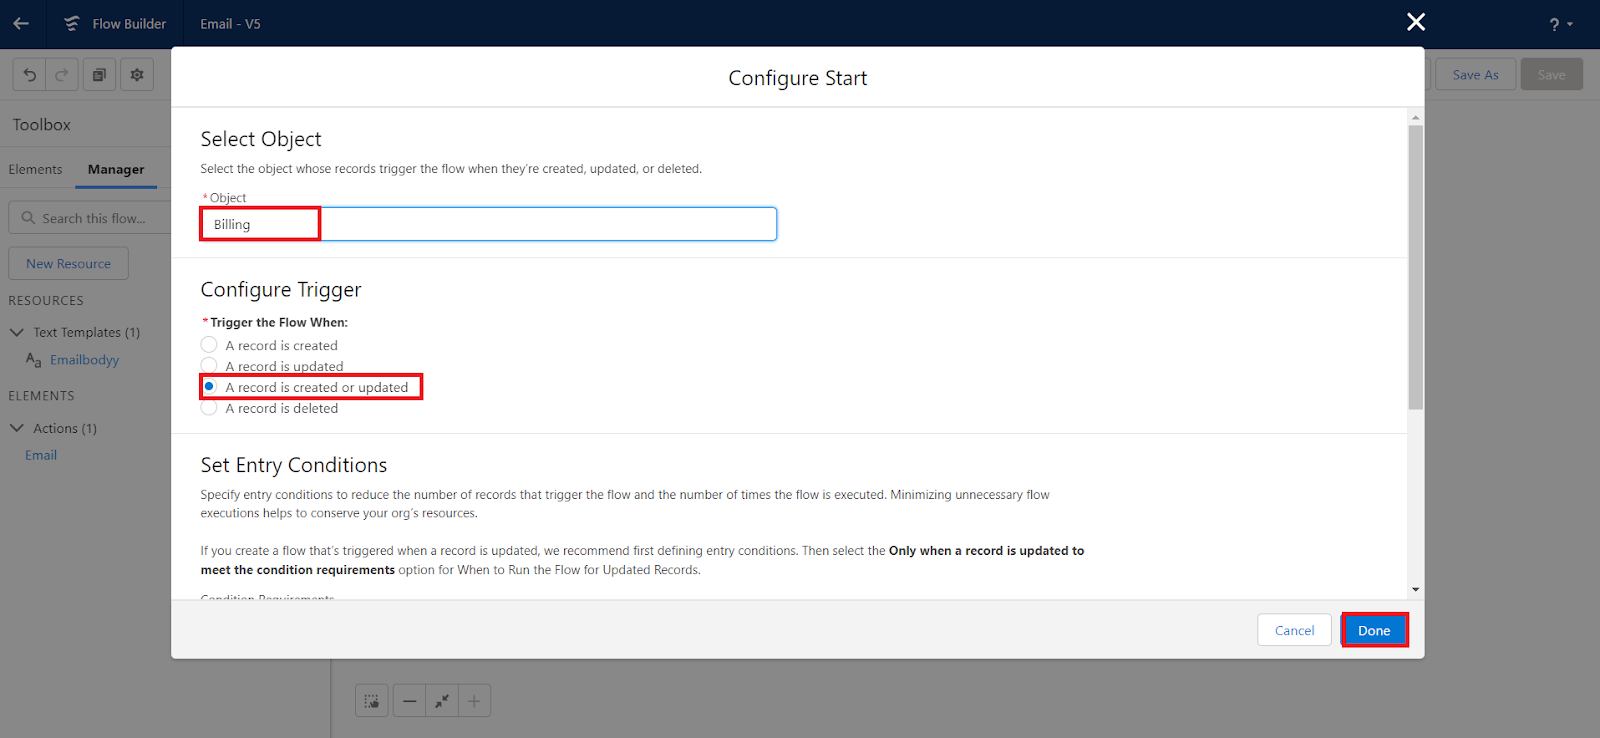 Flow Builder
Email - V5
?
Save As
Save
Toolbox
Elements
Manager
Search this flow...
New Resource
RESOURCES
Text Templates (1)
Aa Emailbodyy
ELEMENTS
Actions (1)
Email
Configure Start
Select Object
Select the object whose records trigger the flow when they're created, updated, or deleted.
*Object
Billing
Configure Trigger
*Trigger the Flow When:
A record is created
A record is updated
A record is created or updated
A record is deleted
Set Entry Conditions
Specify entry conditions to reduce the number of records that trigger the flow and the number of times the flow is executed. Minimizing unnecessary flow
executions helps to conserve your org's resources.
If you create a flow that's triggered when a record is updated, we recommend first defining entry conditions. Then select the Only when a record is updated to
meet the condition requirements option for When to Run the Flow for Updated Records.
Condition Requirements
Cancel
Done